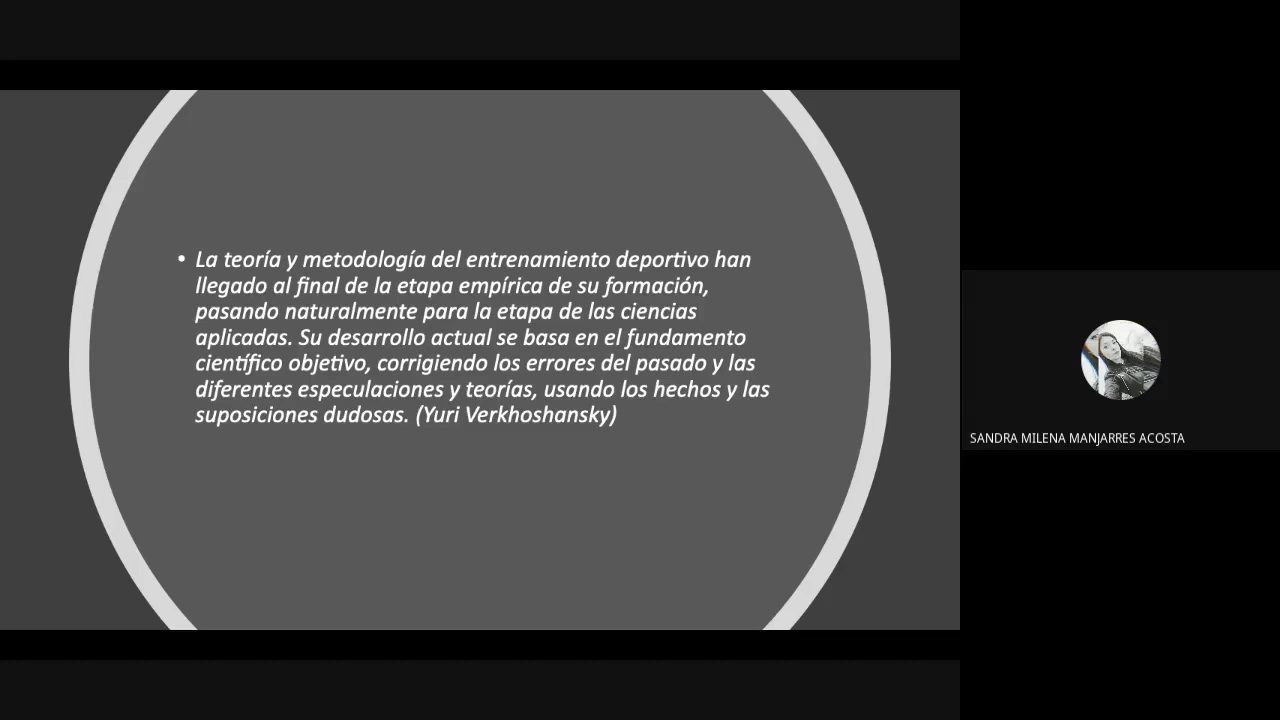 • La teoría y metodología del entrenamiento deportivo han
llegado al final de la etapa empírica de su formación,
pasando naturalmente para la etapa de las ciencias
aplicadas. Su desarrollo actual se basa en el fundamento
científico objetivo, corrigiendo los errores del pasado y las
diferentes especulaciones y teorías, usando los hechos y las
suposiciones dudosas. (Yuri Verkhoshansky)
SANDRA MILENA MANJARRES ACOSTA